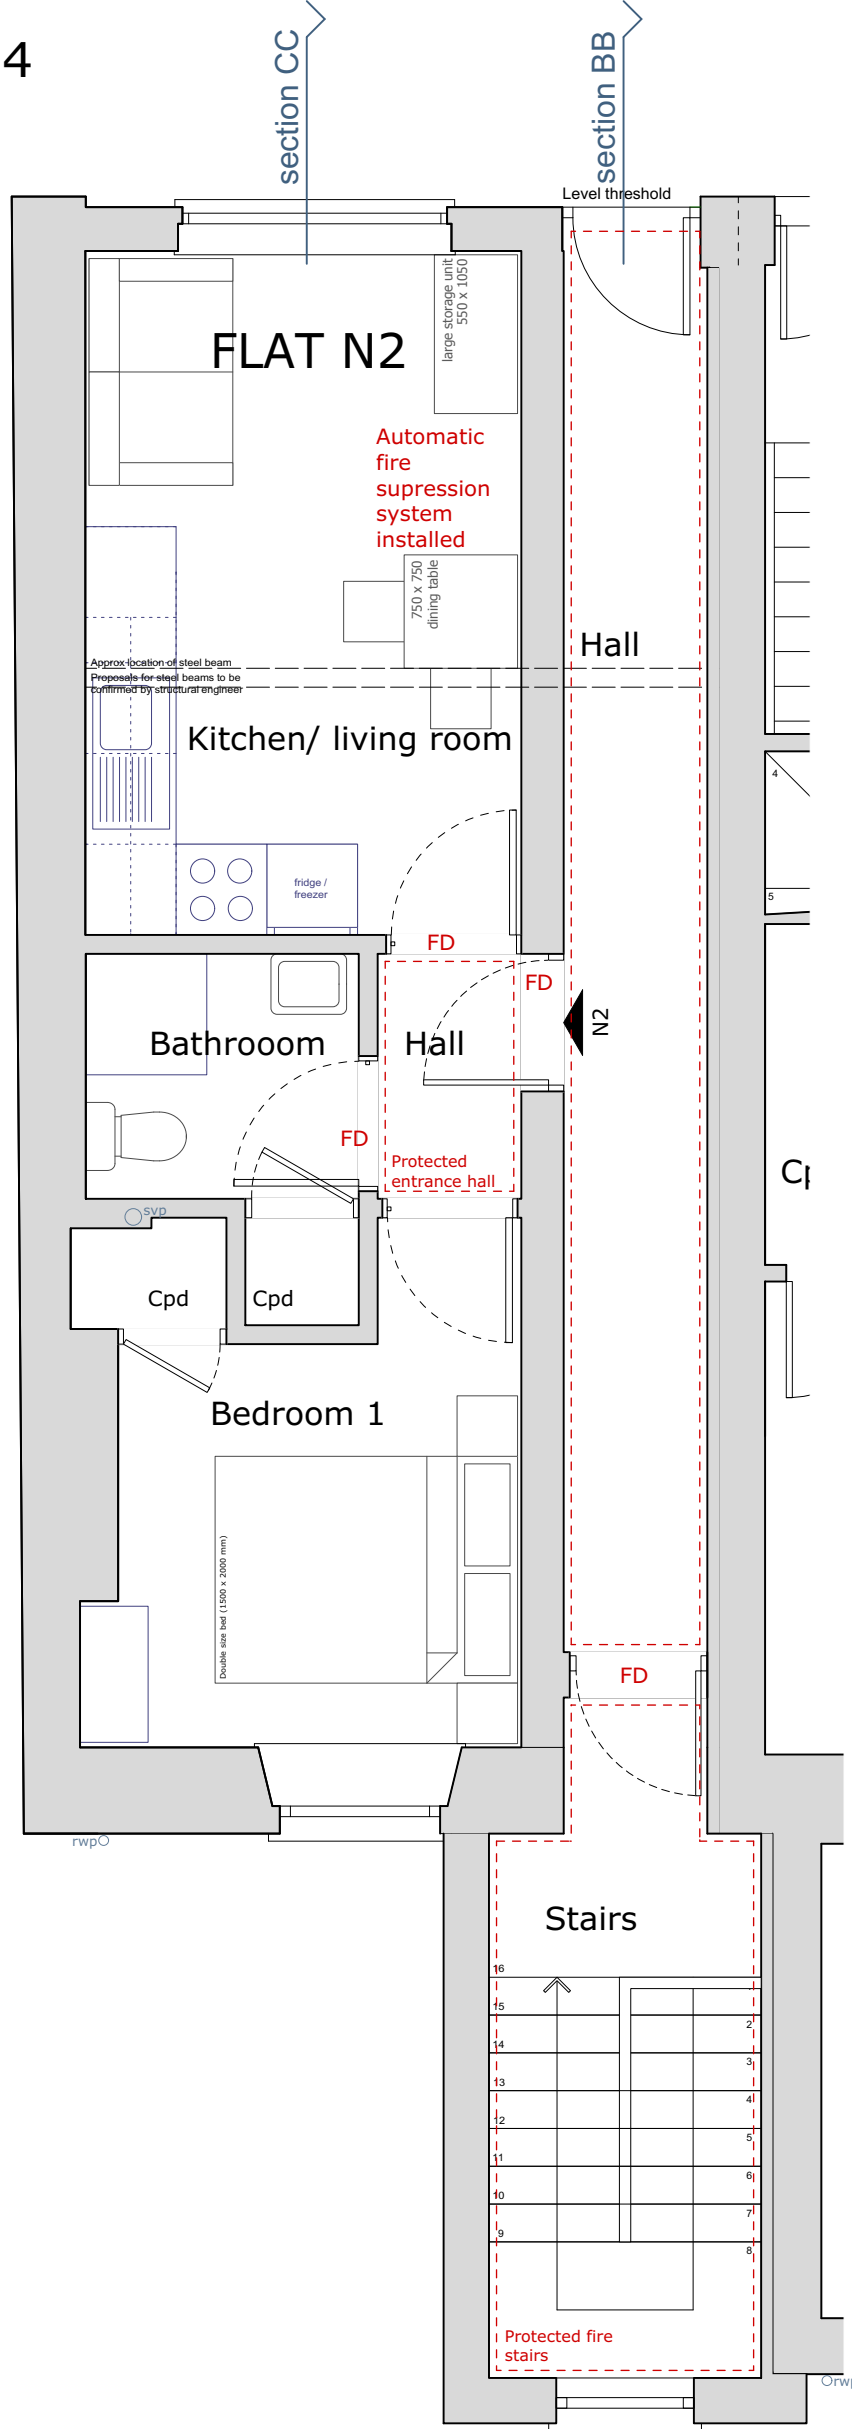 4
section CC
section BB
Level threshold
large storage unit
550 x 1050
FLAT N2
Automatic
fire
supression
system
installed
750 x 750
dining table
Hall
Approx location of steel beam
Proposals for steel beams to be
confirmed by structural engineer
Kitchen/ living room
4
fridge /
freezer
5
FD
FD
N2
Bathrooom
Hall
FD
Protected
entrance hall
svp
Cpd
Cpd
Bedroom 1
Double size bed (1500 x 2000 mm)
FD
rwp
Stairs
16
15
14
13
12
11
10
9
2
3
4
5
6
7
8
Protected fire
stairs